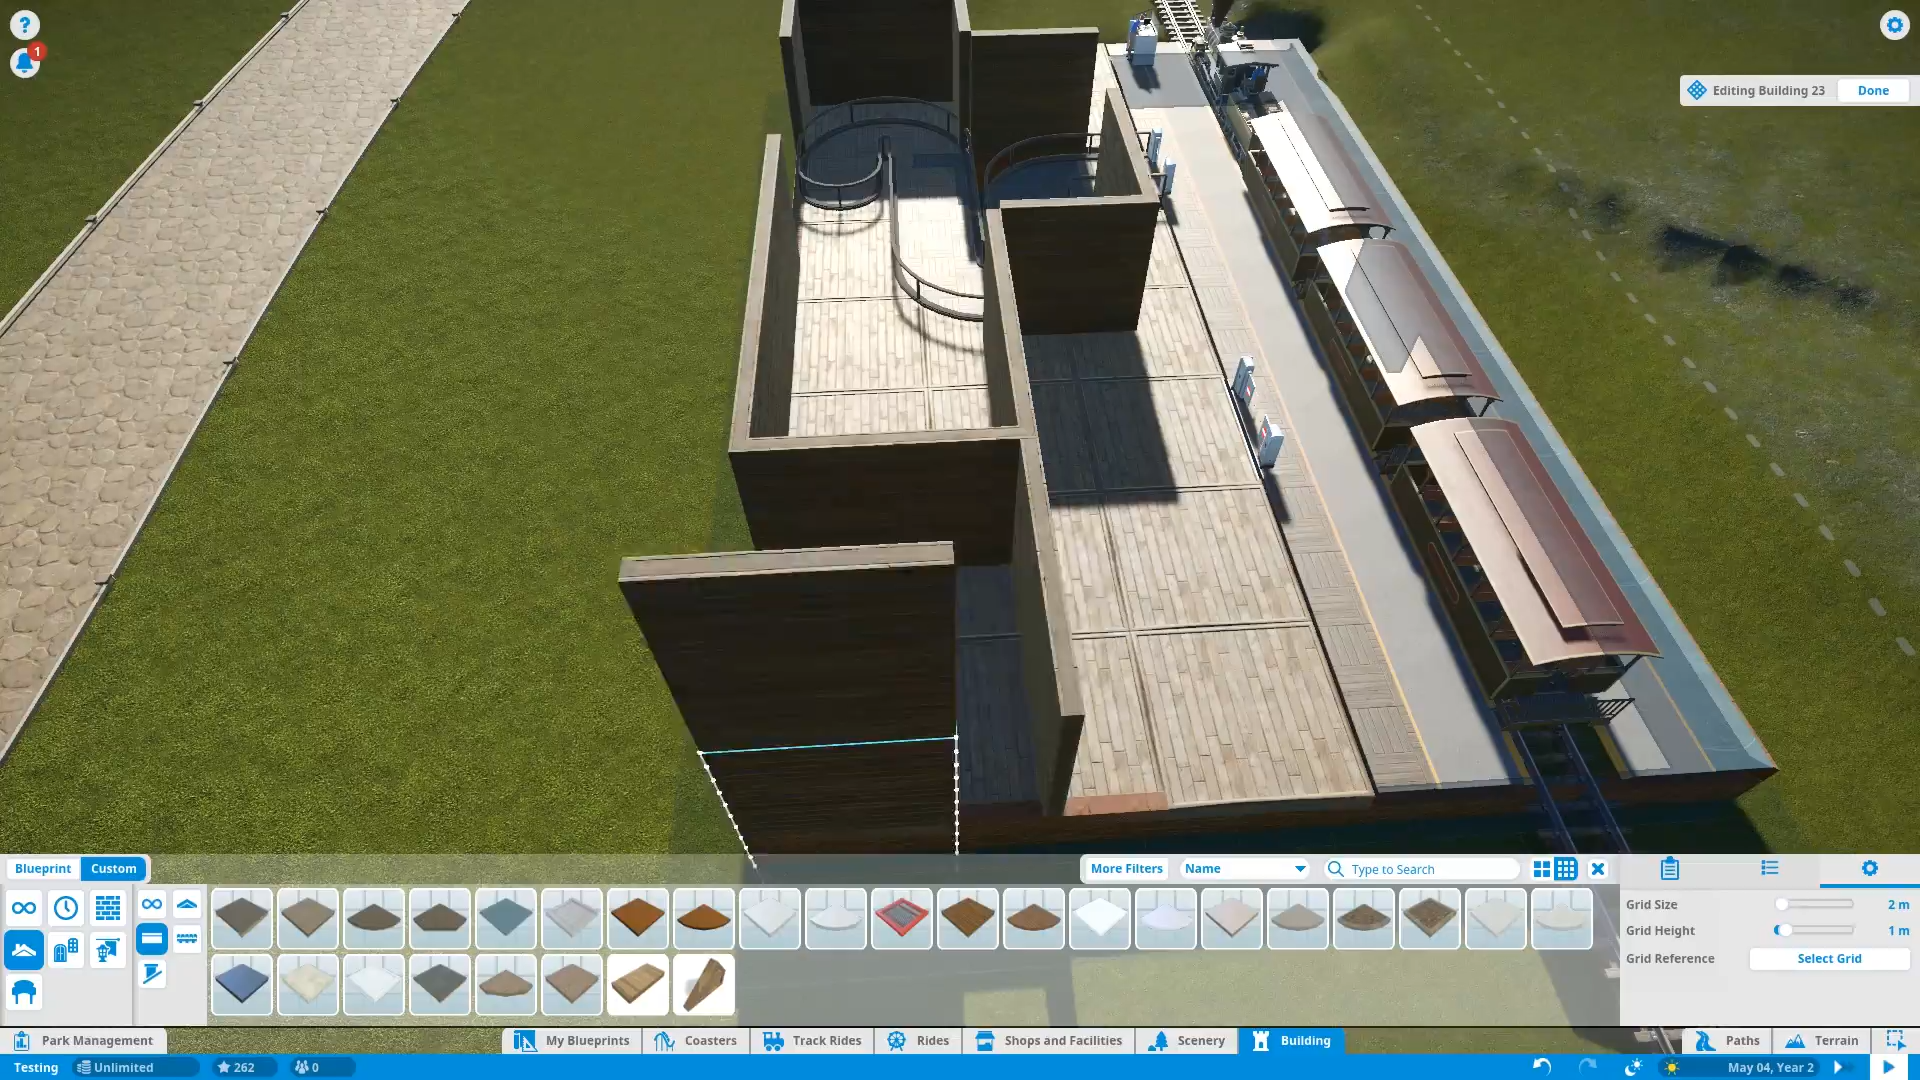 ?
1
Editing Building 23 Done
Blueprint Custom
More Filters Name Type to Search
Grid Size 2 m
Grid Height 1 m
Grid Reference Select Grid
Park Management My Blueprints Coasters Track Rides Rides Shops and Facilities Scenery Building Paths Terrain
Testing Unlimited 262 0 May 04, Year 2